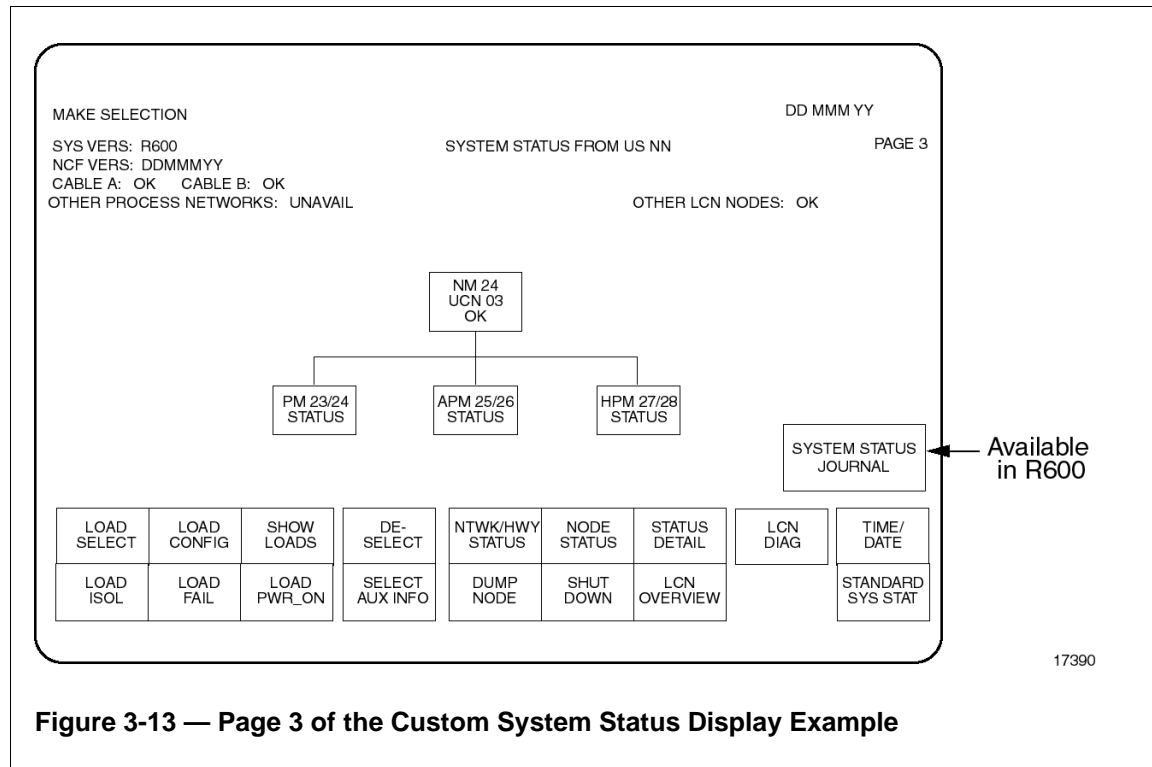 MAKE SELECTION
DD MMM YY
SYS VERS: R600
SYSTEM STATUS FROM US NN
PAGE 3
NCF VERS: DDMMMYY
CABLE A: OK CABLE B: OK
OTHER PROCESS NETWORKS: UNAVAIL
OTHER LCN NODES: OK
NM 24
UCN 03
OK
PM 23/24
STATUS
APM 25/26
STATUS
HPM 27/28
STATUS
SYSTEM STATUS
JOURNAL
Available
in R600
LOAD
SELECT
LOAD
CONFIG
SHOW
LOADS
DE-
SELECT
NTWK/HWY
STATUS
NODE
STATUS
STATUS
DETAIL
LCN
DIAG
TIME/
DATE
LOAD
ISOL
LOAD
FAIL
LOAD
PWR_ON
SELECT
AUX INFO
DUMP
NODE
SHUT
DOWN
LCN
OVERVIEW
STANDARD
SYS STAT
17390
Figure 3-13 — Page 3 of the Custom System Status Display Example